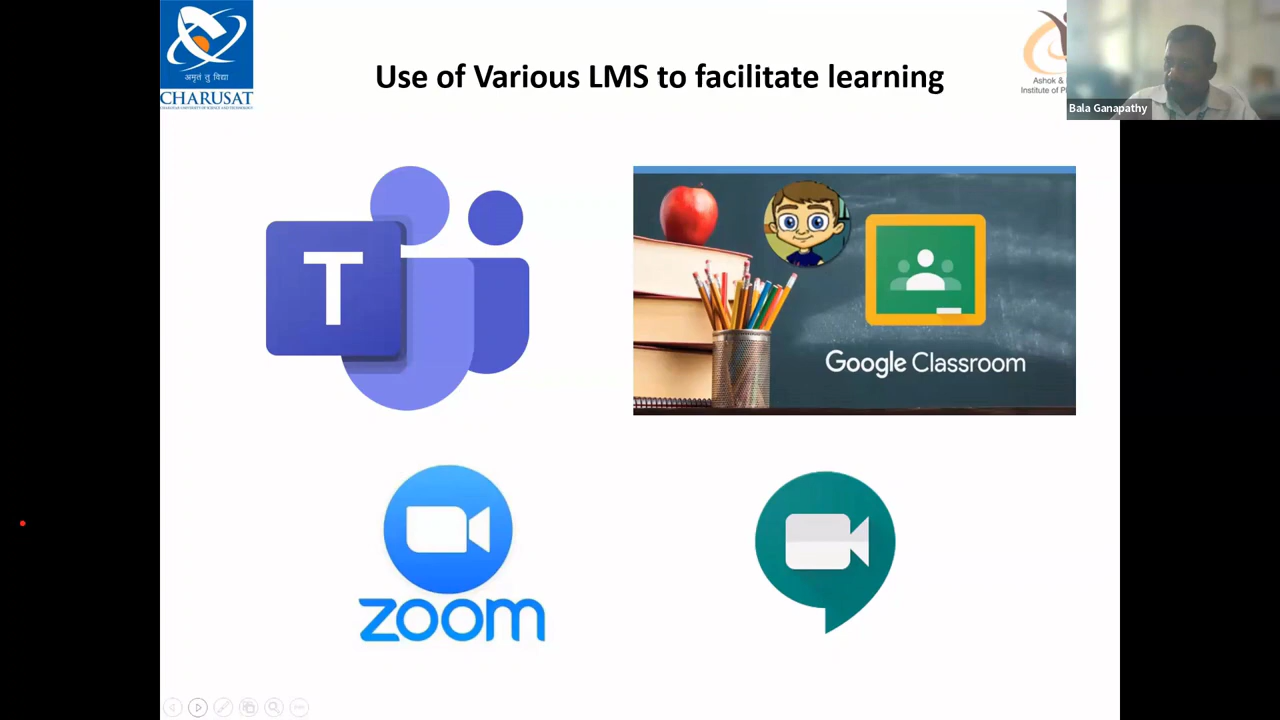 Use of Various LMS to facilitate learning
अमृतं तु विद्या
CHARUSAT
Ashok &
Institute of
Bala Ganapathy
T
Google Classroom
zoom